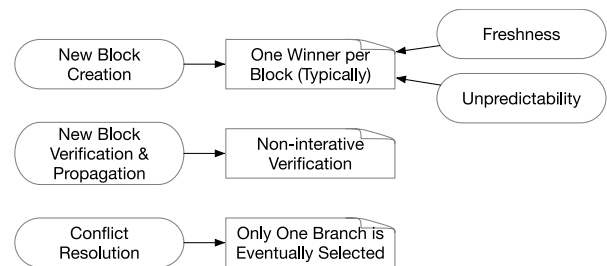 New Block
Creation
One Winner per
Block (Typically)
Freshness
Unpredictability
New Block
Verification &
Propagation
Non-interative
Verification
Conflict
Resolution
Only One Branch is
Eventually Selected